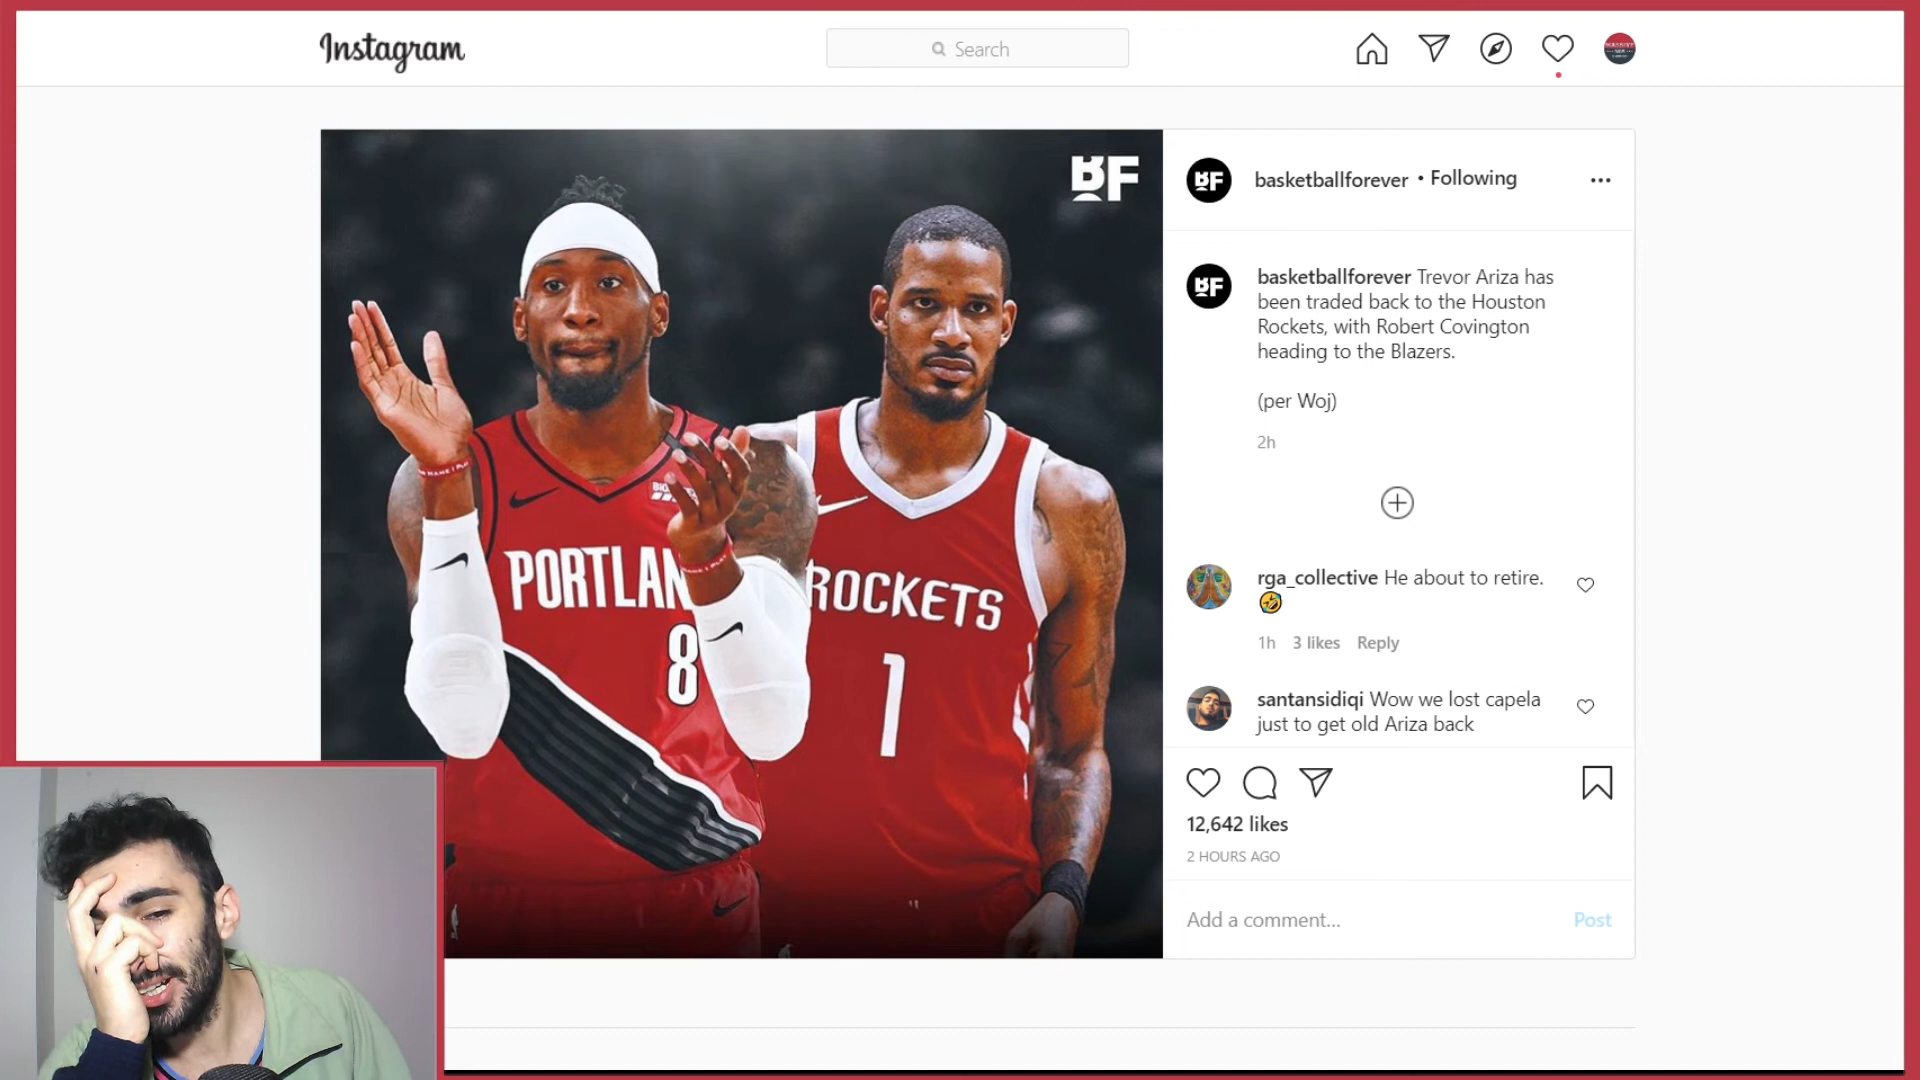 Instagram
Search
BF
PORTLAN
8
ROCKETS
1
BF
basketballforever • Following
BF
basketballforever Trevor Ariza has
been traded back to the Houston
Rockets, with Robert Covington
heading to the Blazers.
(per Woj)
2h
rga_collective He about to retire.
🤣
1h 3 likes Reply
santansidiqi Wow we lost capela
just to get old Ariza back
12,642 likes
2 HOURS AGO
Add a comment...
Post